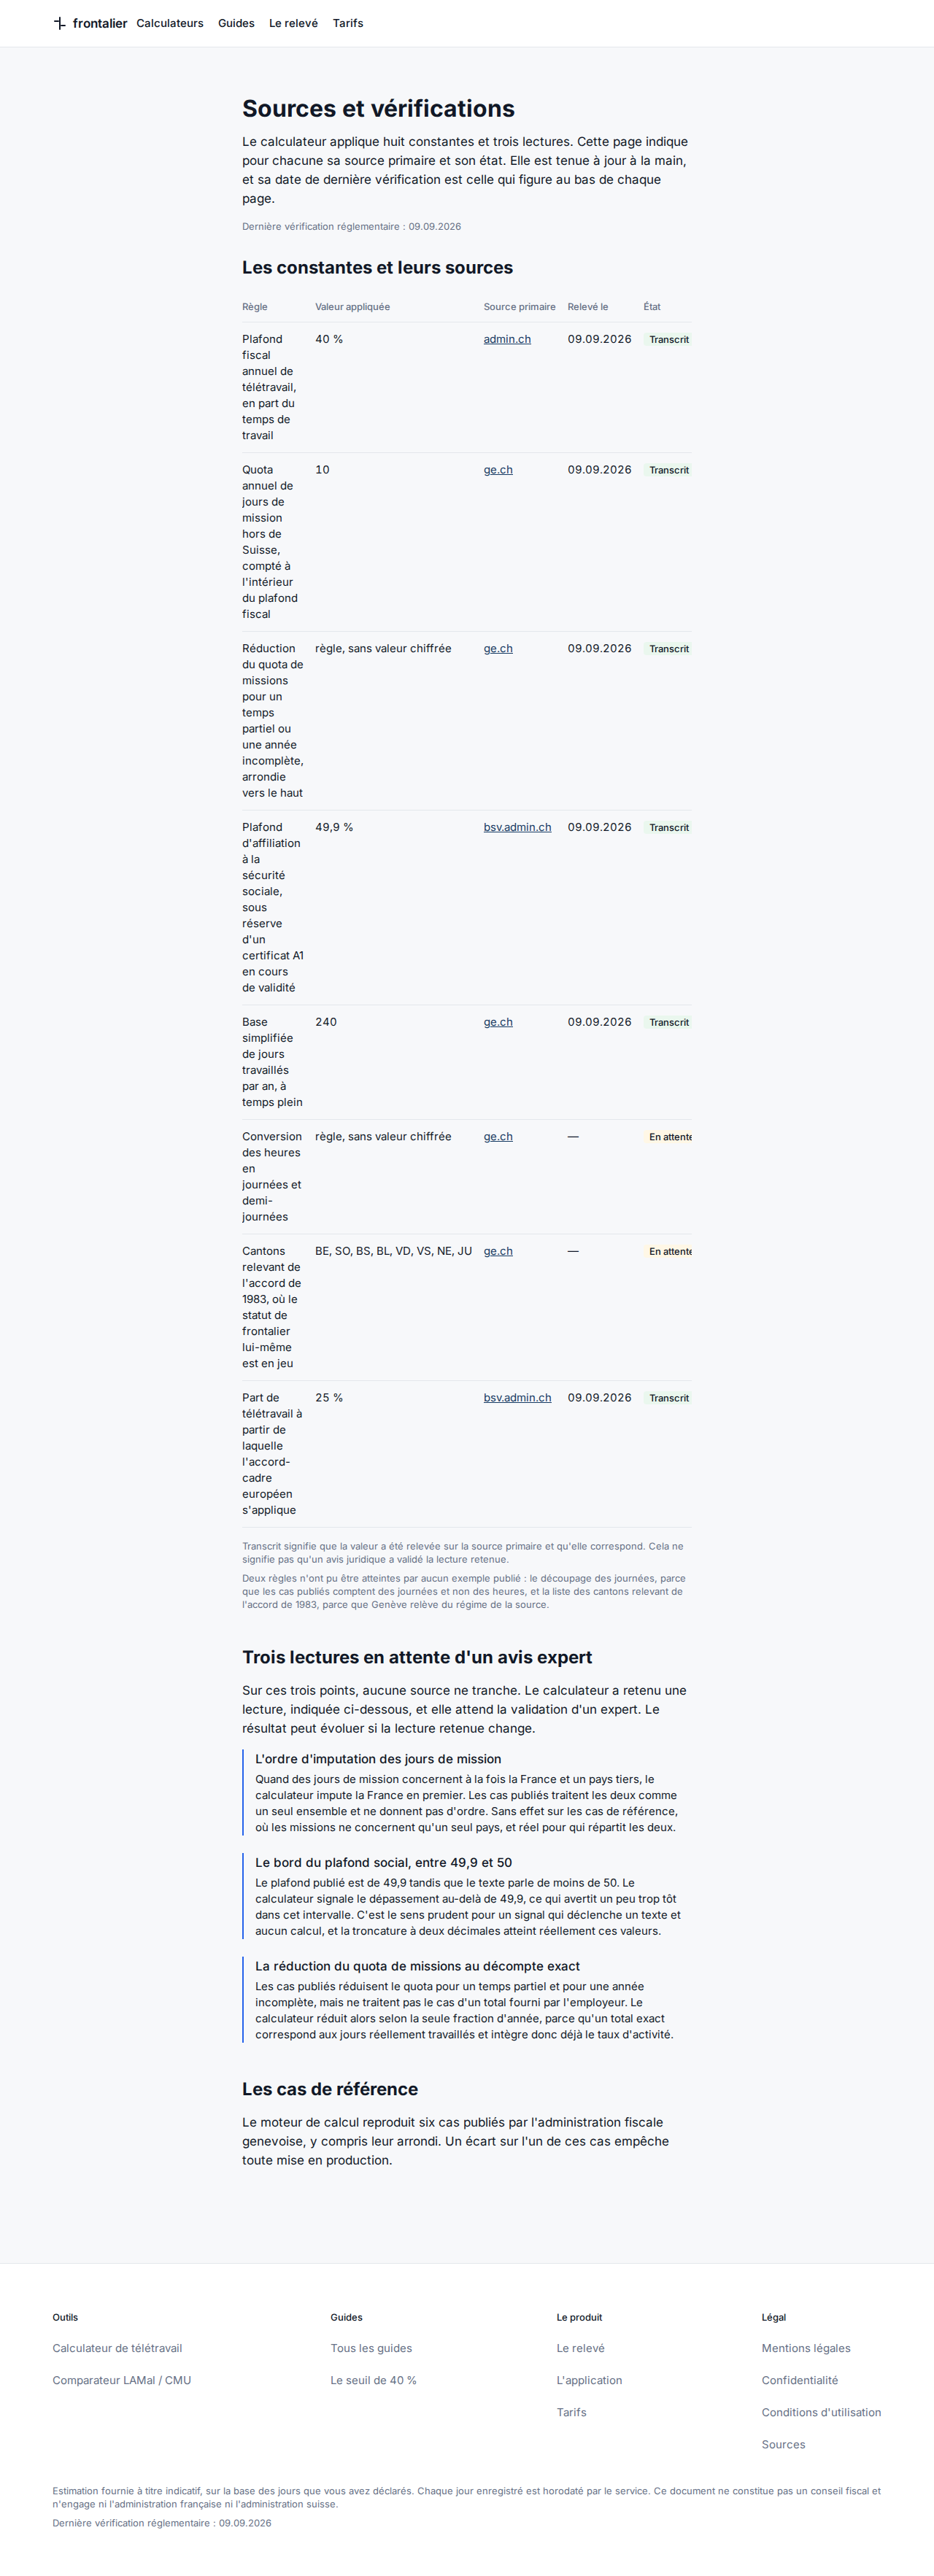 frontalier Calculateurs Guides Le relevé Tarifs
Sources et vérifications
Le calculateur applique huit constantes et trois lectures. Cette page indique
pour chacune sa source primaire et son état. Elle est tenue à jour à la main,
et sa date de dernière vérification est celle qui figure au bas de chaque
page.
Dernière vérification réglementaire : 09.09.2026
Les constantes et leurs sources
Règle Valeur appliquée Source primaire Relevé le État
Plafond 40 % admin.ch 09.09.2026 Transcrit
fiscal
annuel de
télétravail,
en part du
temps de
travail
Quota 10 ge.ch 09.09.2026 Transcrit
annuel de
jours de
mission
hors de
Suisse,
compté à
l'intérieur
du plafond
fiscal
Réduction règle, sans valeur chiffrée ge.ch 09.09.2026 Transcrit
du quota de
missions
pour un
temps
partiel ou
une année
incomplète,
arrondie
vers le haut
Plafond 49,9 % bsv.admin.ch 09.09.2026 Transcrit
d'affiliation
à la
sécurité
sociale,
sous
réserve
d'un
certificat A1
en cours
de validité
Base 240 ge.ch 09.09.2026 Transcrit
simplifiée
de jours
travaillés
par an, à
temps plein
Conversion règle, sans valeur chiffrée ge.ch — En attente
des heures
en
journées et
demi-
journées
Cantons BE, SO, BS, BL, VD, VS, NE, JU ge.ch — En attente
relevant de
l'accord de
1983, où le
statut de
frontalier
lui-même
est en jeu
Part de 25 % bsv.admin.ch 09.09.2026 Transcrit
télétravail à
partir de
laquelle
l'accord-
cadre
européen
s'applique
Transcrit signifie que la valeur a été relevée sur la source primaire et qu'elle correspond. Cela ne
signifie pas qu'un avis juridique a validé la lecture retenue.
Deux règles n'ont pu être atteintes par aucun exemple publié : le découpage des journées, parce
que les cas publiés comptent des journées et non des heures, et la liste des cantons relevant de
l'accord de 1983, parce que Genève relève du régime de la source.
Trois lectures en attente d'un avis expert
Sur ces trois points, aucune source ne tranche. Le calculateur a retenu une
lecture, indiquée ci-dessous, et elle attend la validation d'un expert. Le
résultat peut évoluer si la lecture retenue change.
L'ordre d'imputation des jours de mission
Quand des jours de mission concernent à la fois la France et un pays tiers, le
calculateur impute la France en premier. Les cas publiés traitent les deux comme
un seul ensemble et ne donnent pas d'ordre. Sans effet sur les cas de référence,
où les missions ne concernent qu'un seul pays, et réel pour qui répartit les deux.
Le bord du plafond social, entre 49,9 et 50
Le plafond publié est de 49,9 tandis que le texte parle de moins de 50. Le
calculateur signale le dépassement au-delà de 49,9, ce qui avertit un peu trop tôt
dans cet intervalle. C'est le sens prudent pour un signal qui déclenche un texte et
aucun calcul, et la troncature à deux décimales atteint réellement ces valeurs.
La réduction du quota de missions au décompte exact
Les cas publiés réduisent le quota pour un temps partiel et pour une année
incomplète, mais ne traitent pas le cas d'un total fourni par l'employeur. Le
calculateur réduit alors selon la seule fraction d'année, parce qu'un total exact
correspond aux jours réellement travaillés et intègre donc déjà le taux d'activité.
Les cas de référence
Le moteur de calcul reproduit six cas publiés par l'administration fiscale
genevoise, y compris leur arrondi. Un écart sur l'un de ces cas empêche
toute mise en production.
Outils Guides Le produit Légal
Calculateur de télétravail Tous les guides Le relevé Mentions légales
Comparateur LAMal / CMU Le seuil de 40 % L'application Confidentialité
Tarifs Conditions d'utilisation
Sources
Estimation fournie à titre indicatif, sur la base des jours que vous avez déclarés. Chaque jour enregistré est horodaté par le service. Ce document ne constitue pas un conseil fiscal et
n'engage ni l'administration française ni l'administration suisse.
Dernière vérification réglementaire : 09.09.2026